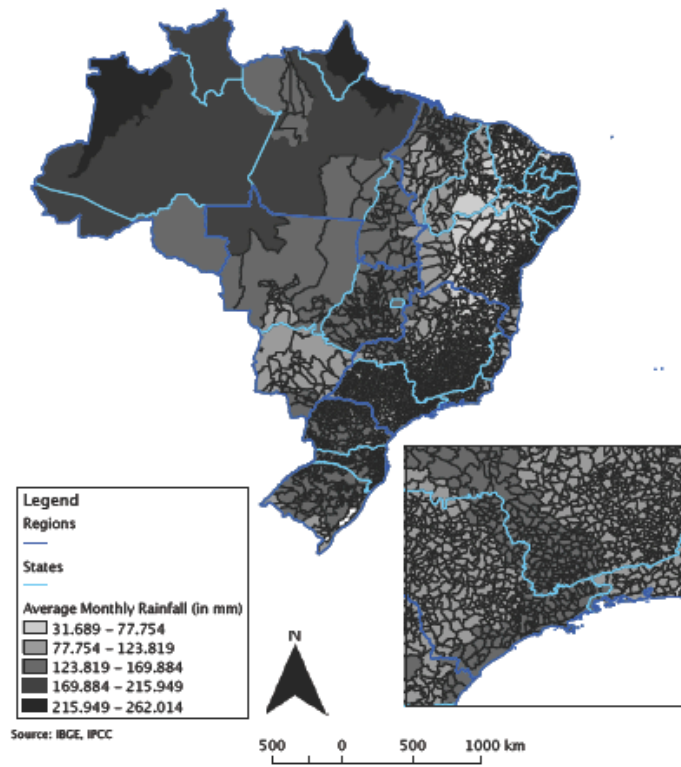 Legend
Regions
States
Average Monthly Rainfall (in mm)
31.689 – 77.754
77.754 – 123.819
123.819 – 169.884
169.884 – 215.949
215.949 – 262.014
Source: IBGE, IPCC
N
500 0 500 1000 km